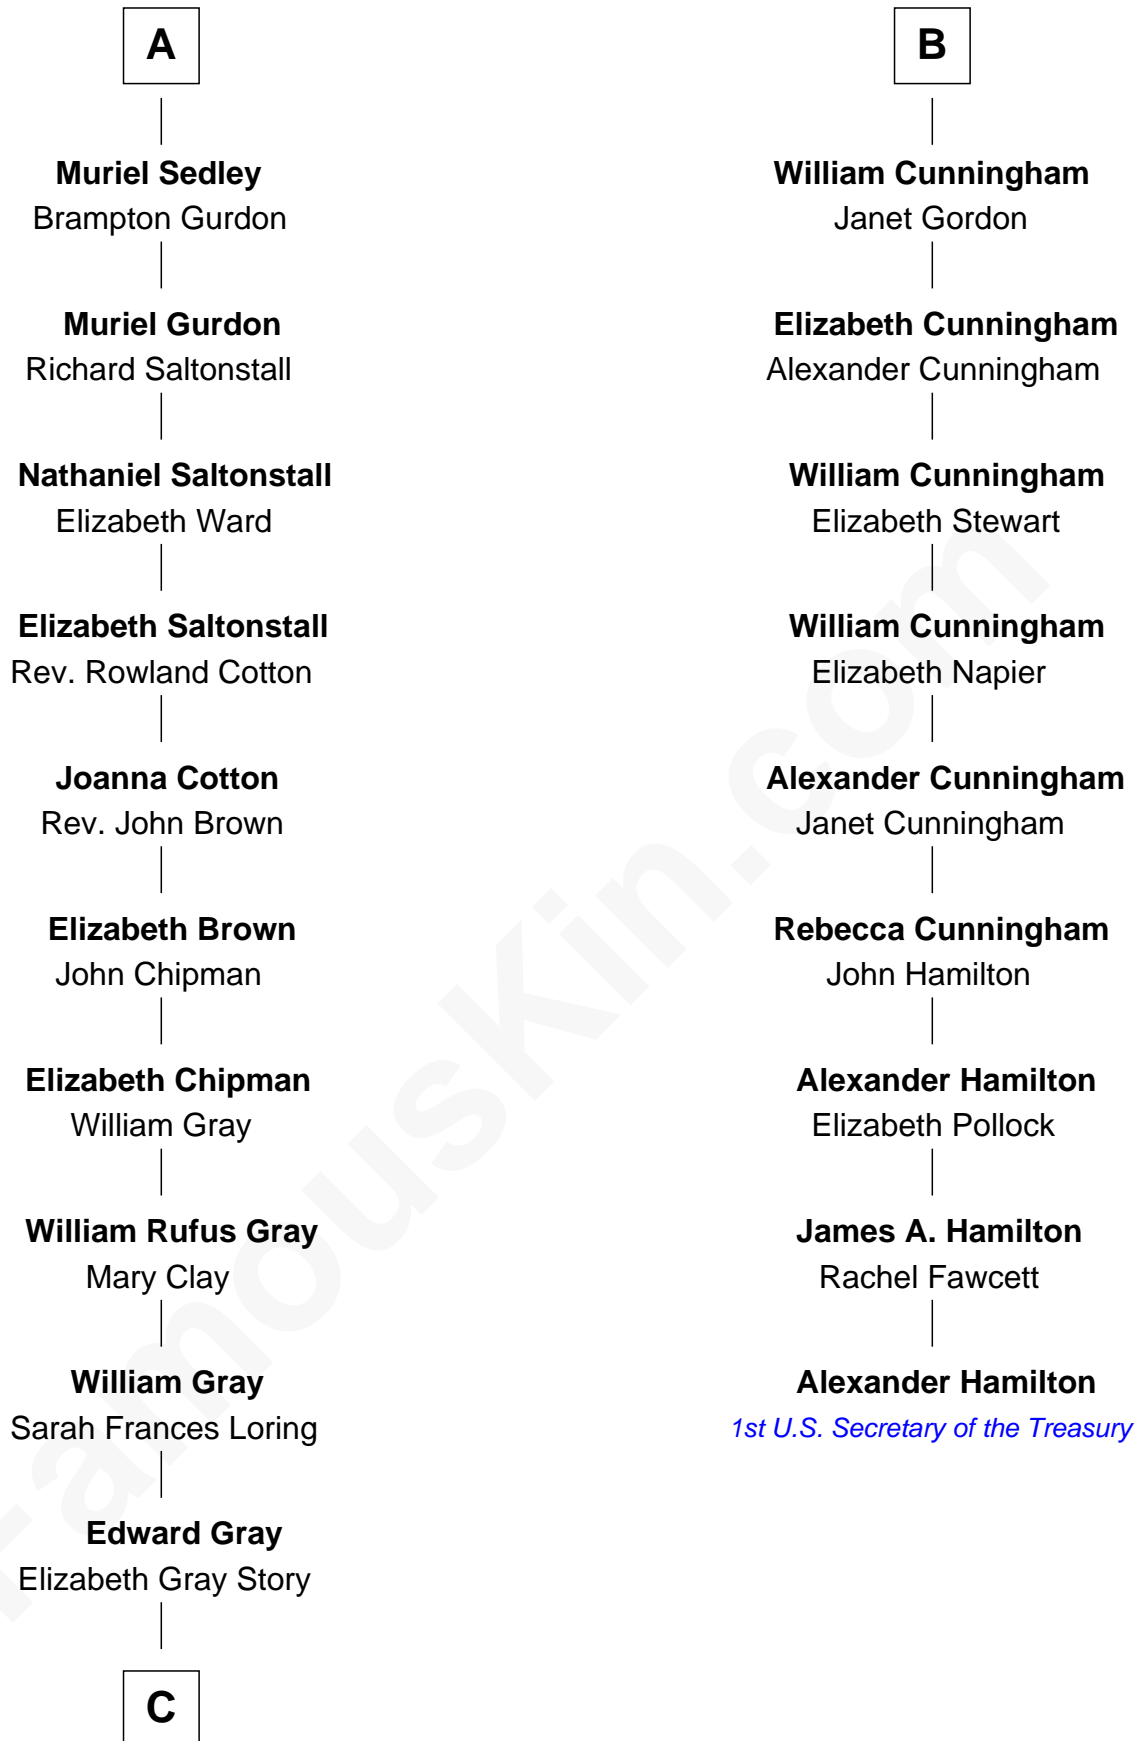 A
Muriel Sedley
Brampton Gurdon
Muriel Gurdon
Richard Saltonstall
Nathaniel Saltonstall
Elizabeth Ward
Elizabeth Saltonstall
Rev. Rowland Cotton
Joanna Cotton
Rev. John Brown
Elizabeth Brown
John Chipman
Elizabeth Chipman
William Gray
William Rufus Gray
Mary Clay
William Gray
Sarah Frances Loring
Edward Gray
Elizabeth Gray Story
C
B
William Cunningham
Janet Gordon
Elizabeth Cunningham
Alexander Cunningham
William Cunningham
Elizabeth Stewart
William Cunningham
Elizabeth Napier
Alexander Cunningham
Janet Cunningham
Rebecca Cunningham
John Hamilton
Alexander Hamilton
Elizabeth Pollock
James A. Hamilton
Rachel Fawcett
Alexander Hamilton
1st U.S. Secretary of the Treasury
FamousKin.com